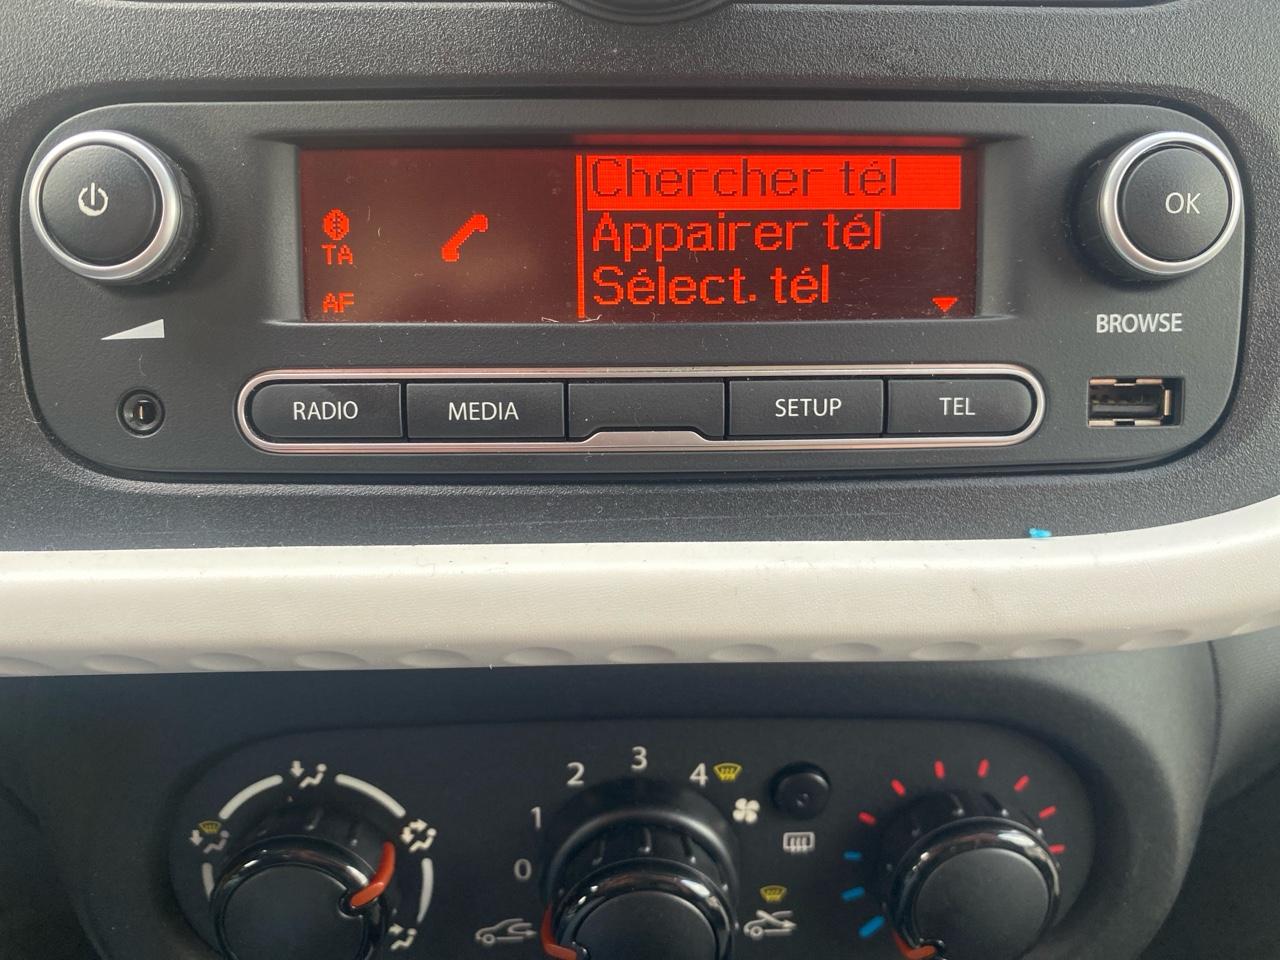 Chercher tél
Appairer tél
Sélect. tél
TA
AF
OK
BROWSE
RADIO
MEDIA
SETUP
TEL
0
1
2
3
4